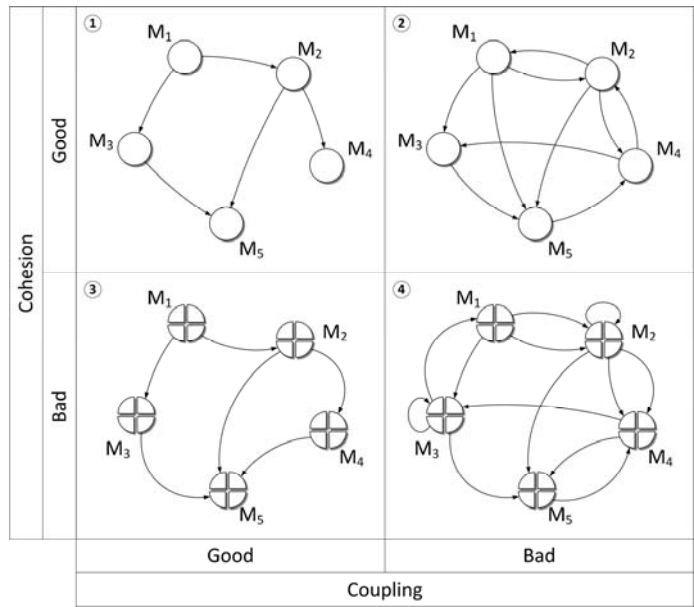 Cohesion
Good
Bad
①
M₁
M₂
M₃
M₄
M₅
②
M₁
M₂
M₃
M₄
M₅
③
M₁
M₂
M₃
M₄
M₅
④
M₁
M₂
M₃
M₄
M₅
Good
Bad
Coupling